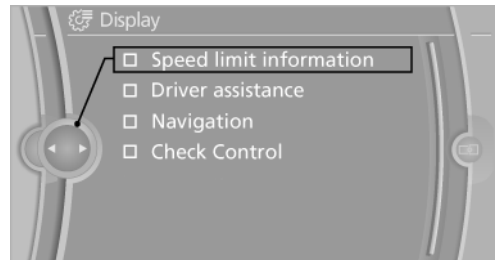 Display
Speed limit information
Driver assistance
Navigation
Check Control